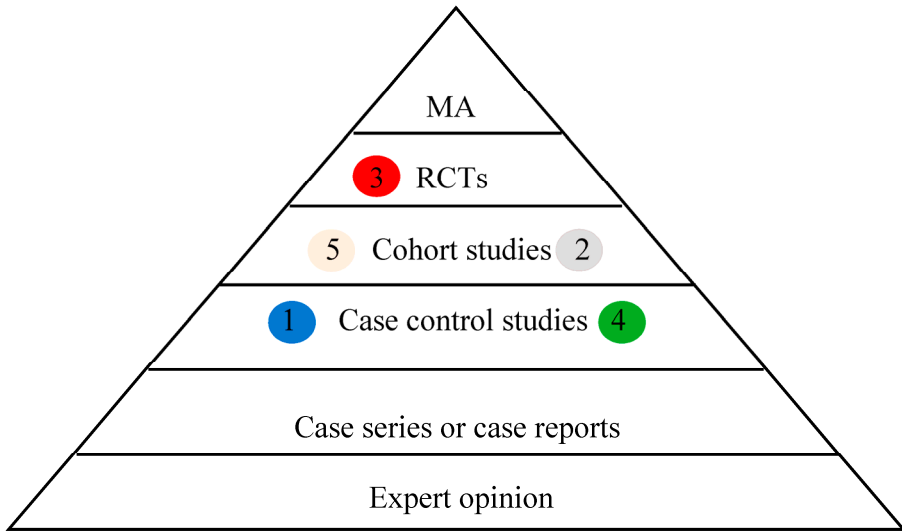 MA
3 RCTs
5 Cohort studies 2
1 Case control studies 4
Case series or case reports
Expert opinion